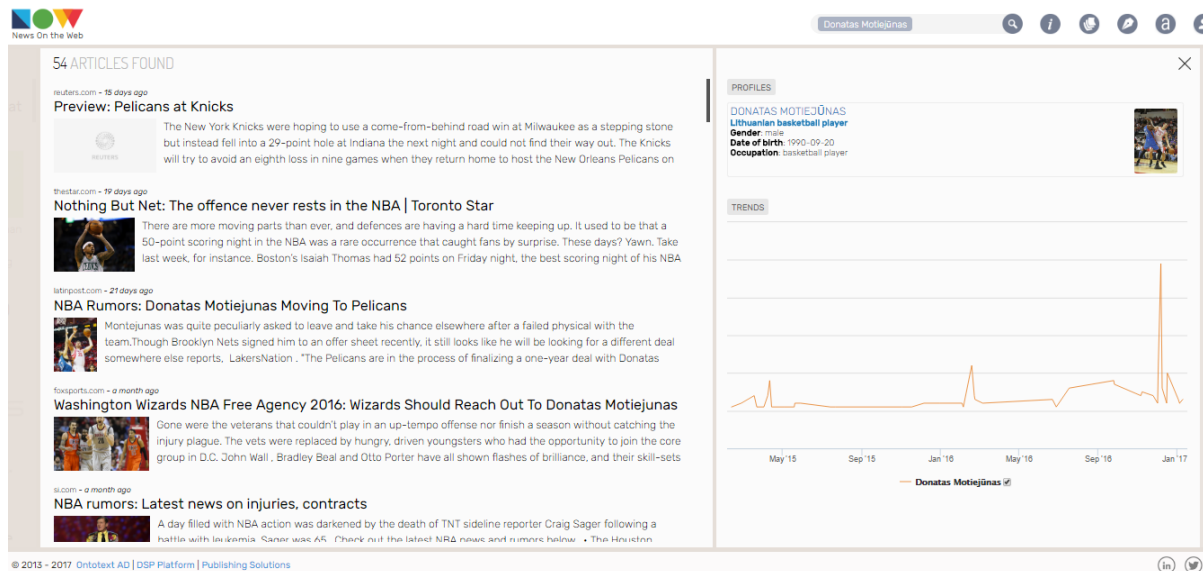 NOW
News On the Web
Donatas Motiejūnas
54 ARTICLES FOUND
reuters.com - 15 days ago
Preview: Pelicans at Knicks
REUTERS
The New York Knicks were hoping to use a come-from-behind road win at Milwaukee as a stepping stone
but instead fell into a 29-point hole at Indiana the next night and could not find their way out. The Knicks
will try to avoid an eighth loss in nine games when they return home to host the New Orleans Pelicans on
thestar.com - 19 days ago
Nothing But Net: The offence never rests in the NBA | Toronto Star
There are more moving parts than ever, and defences are having a hard time keeping up. It used to be that a
50-point scoring night in the NBA was a rare occurrence that caught fans by surprise. These days? Yawn. Take
last week, for instance. Boston's Isaiah Thomas had 52 points on Friday night, the best scoring night of his NBA
latinpost.com - 21 days ago
NBA Rumors: Donatas Motiejunas Moving To Pelicans
Montejunas was quite peculiarly asked to leave and take his chance elsewhere after a failed physical with the
team.Though Brooklyn Nets signed him to an offer sheet recently, it still looks like he will be looking for a different deal
somewhere else reports, LakersNation . "The Pelicans are in the process of finalizing a one-year deal with Donatas
foxsports.com - a month ago
Washington Wizards NBA Free Agency 2016: Wizards Should Reach Out To Donatas Motiejunas
Gone were the veterans that couldn't play in an up-tempo offense nor finish a season without catching the
injury plague. The vets were replaced by hungry, driven youngsters who had the opportunity to join the core
group in D.C. John Wall , Bradley Beal and Otto Porter have all shown flashes of brilliance, and their skill-sets
si.com - a month ago
NBA rumors: Latest news on injuries, contracts
A day filled with NBA action was darkened by the death of TNT sideline reporter Craig Sager following a
battle with leukemia. Sager was 65. Check out the latest NBA news and rumors below. • The Houston
PROFILES
DONATAS MOTIEJŪNAS
Lithuanian basketball player
Gender: male
Date of birth: 1990-09-20
Occupation: basketball player
TRENDS
May '15 Sep '15 Jan '16 May '16 Sep '16 Jan '17
Donatas Motiejūnas
© 2013 - 2017 Ontotext AD | DSP Platform | Publishing Solutions